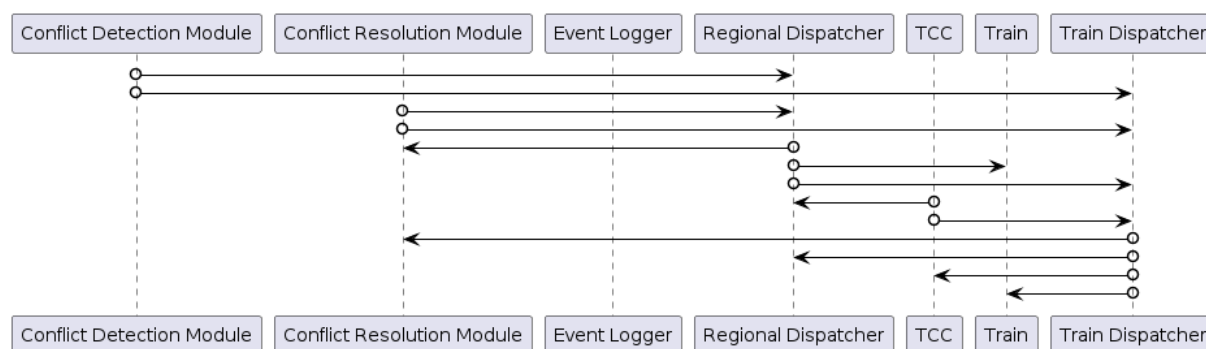 Conflict Detection Module Conflict Resolution Module Event Logger Regional Dispatcher TCC Train Train Dispatcher
Conflict Detection Module Conflict Resolution Module Event Logger Regional Dispatcher TCC Train Train Dispatcher